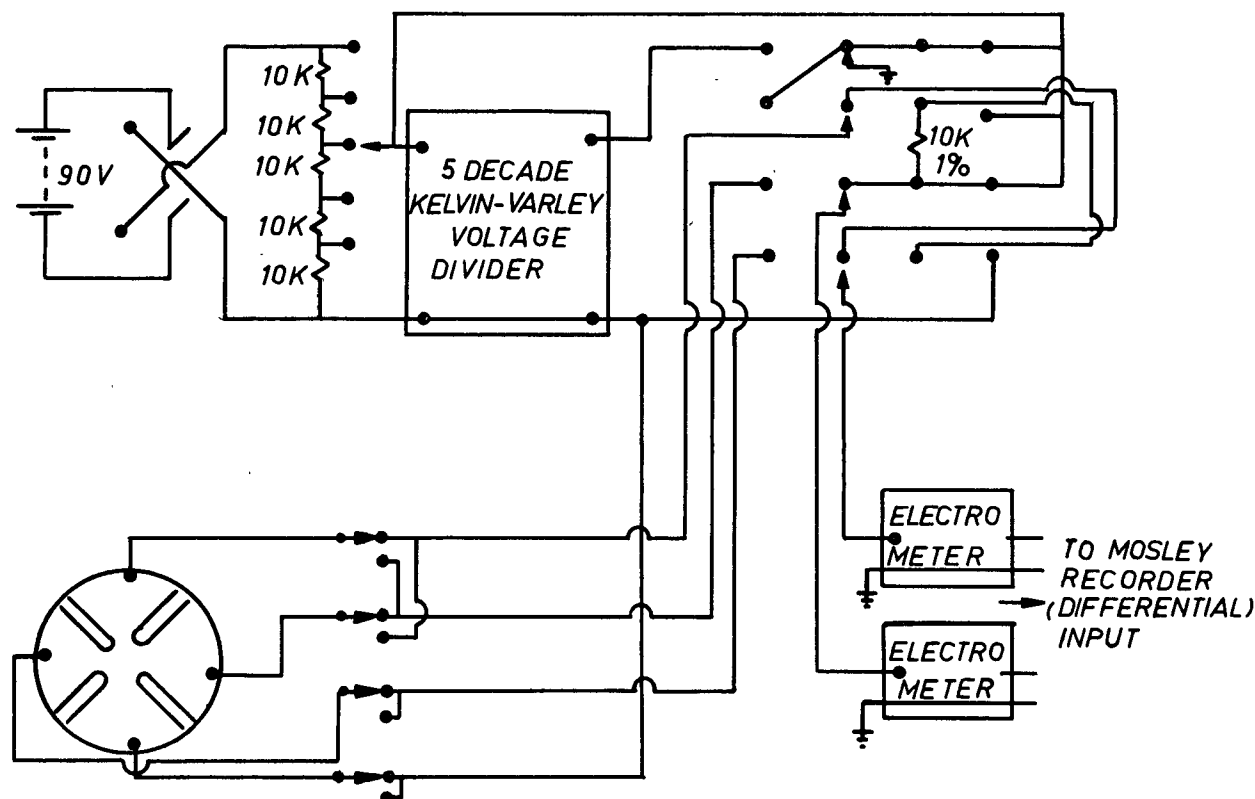 10K
10K
10K
10K
10K
90V
5 DECADE
KELVIN-VARLEY
VOLTAGE
DIVIDER
10K
1%
ELECTRO
METER
TO MOSLEY
RECORDER
(DIFFERENTIAL)
INPUT
ELECTRO
METER